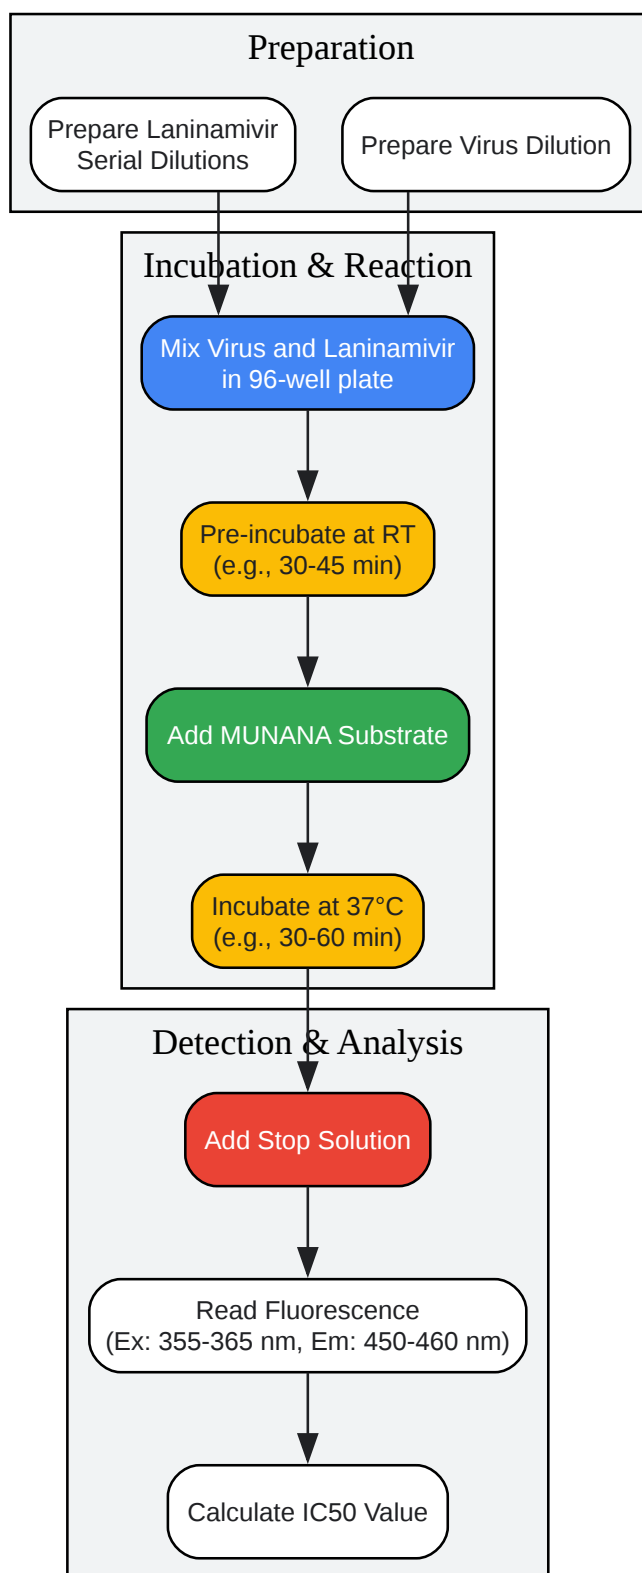 Preparation
Prepare Laninamivir
Serial Dilutions
Prepare Virus Dilution
Incubation & Reaction
Mix Virus and Laninamivir
in 96-well plate
Pre-incubate at RT
(e.g., 30-45 min)
Add MUNANA Substrate
Incubate at 37°C
(e.g., 30-60 min)
Detection & Analysis
Add Stop Solution
Read Fluorescence
(Ex: 355-365 nm, Em: 450-460 nm)
Calculate IC50 Value